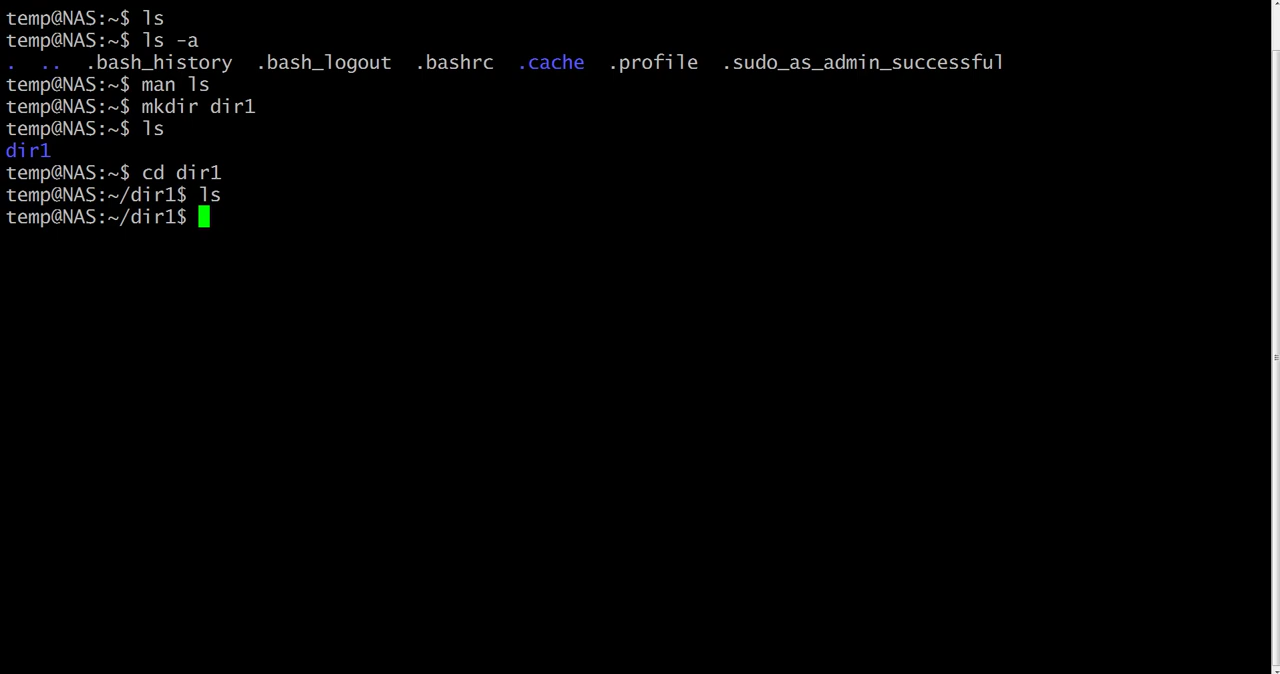 temp@NAS:~$ ls
temp@NAS:~$ ls -a
.  ..  .bash_history  .bash_logout  .bashrc  .cache  .profile  .sudo_as_admin_successful
temp@NAS:~$ man ls
temp@NAS:~$ mkdir dir1
temp@NAS:~$ ls
dir1
temp@NAS:~$ cd dir1
temp@NAS:~/dir1$ ls
temp@NAS:~/dir1$